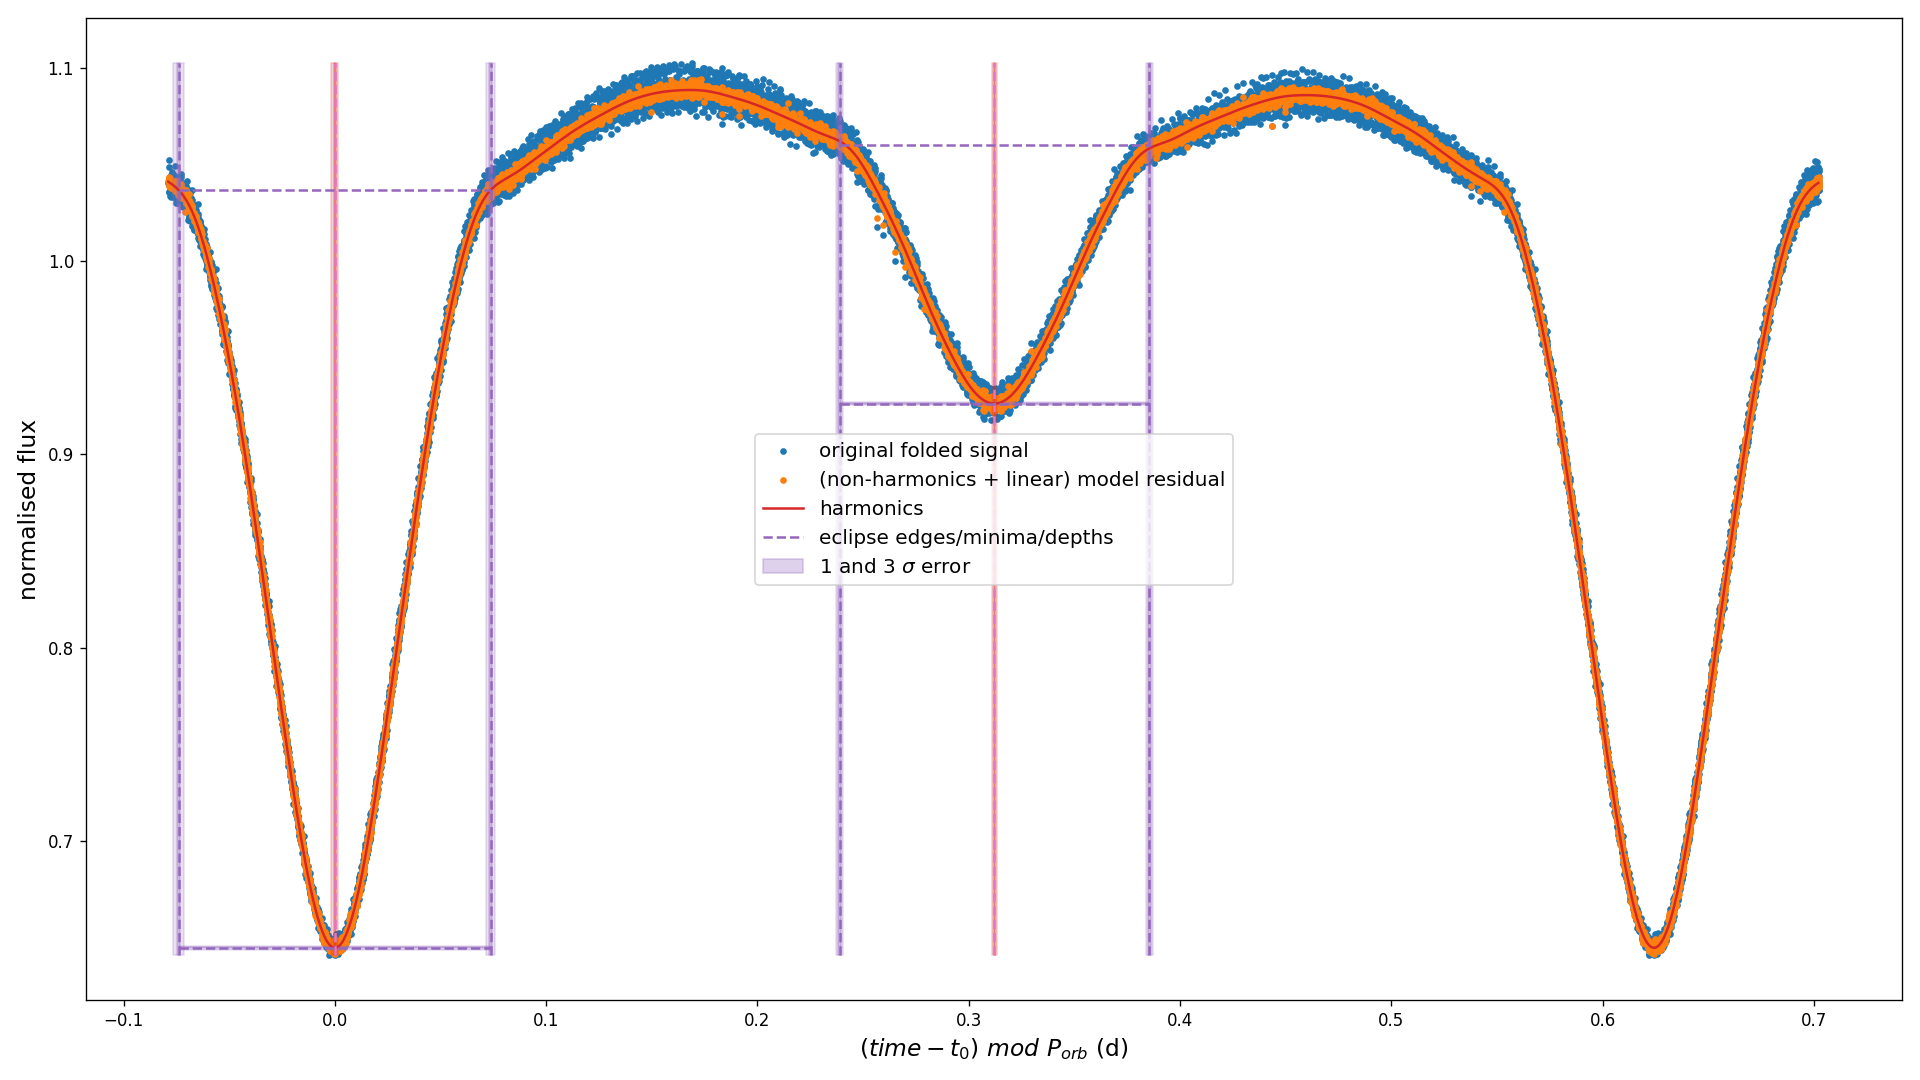 1.1
1.0
0.9
0.8
0.7
normalised flux
original folded signal
(non-harmonics + linear) model residual
harmonics
eclipse edges/minima/depths
1 and 3 σ error
−0.1 0.0 0.1 0.2 0.3 0.4 0.5 0.6 0.7
(time − t₀) mod Pₒᵣb (d)